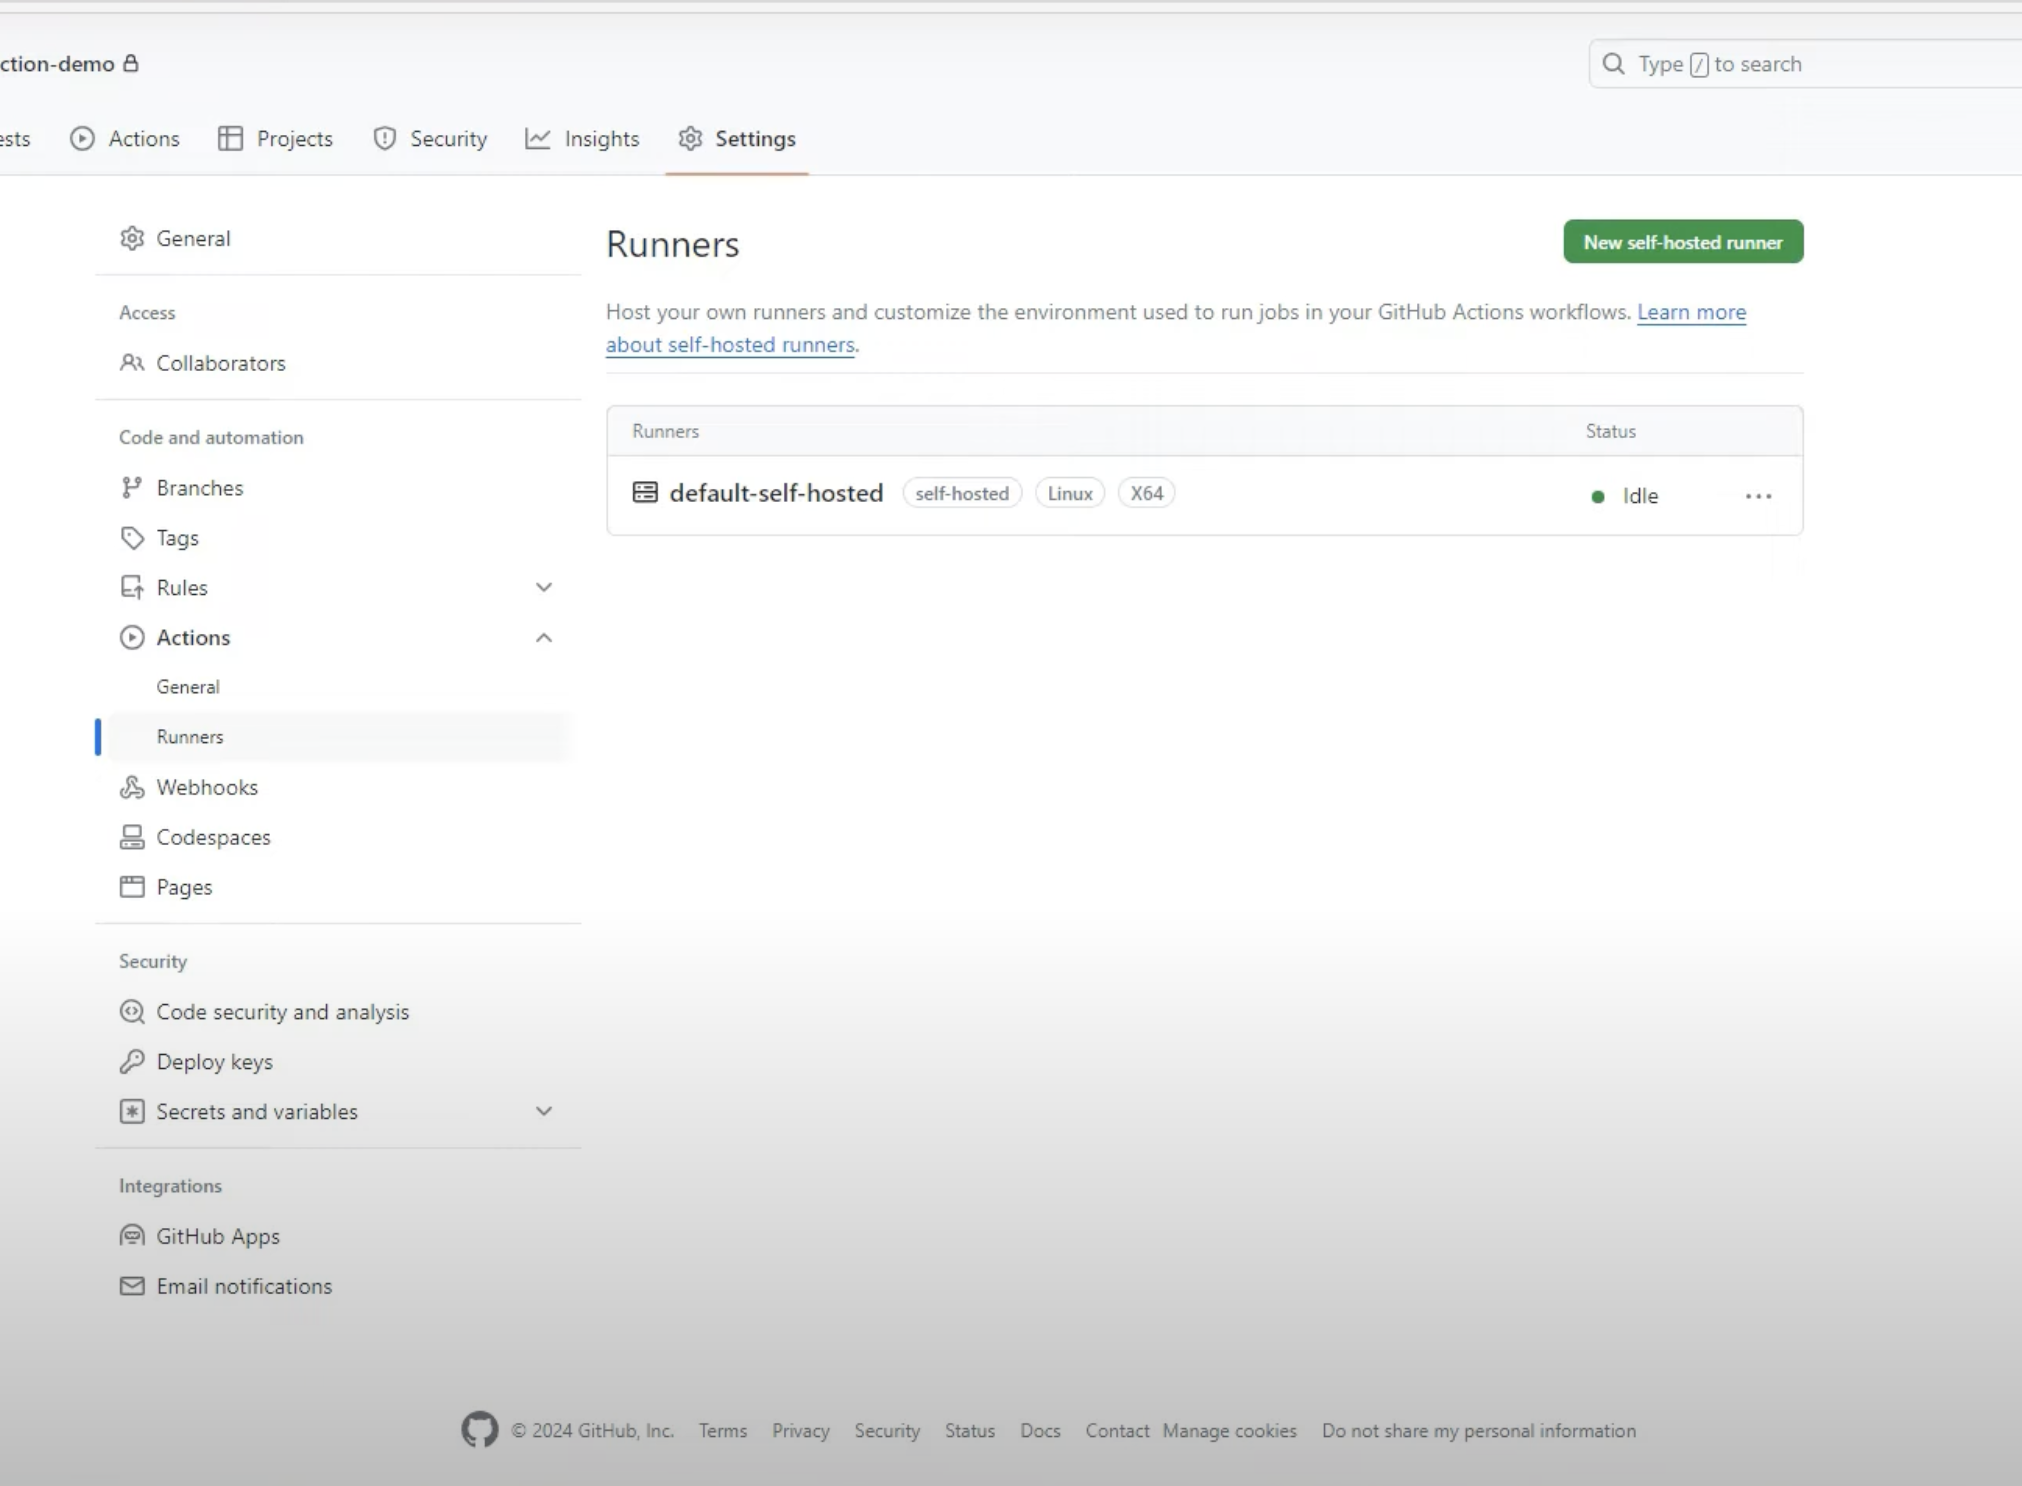 ction-demo
Type / to search
ests
Actions
Projects
Security
Insights
Settings
General
Access
Collaborators
Code and automation
Branches
Tags
Rules
Actions
General
Runners
Webhooks
Codespaces
Pages
Security
Code security and analysis
Deploy keys
Secrets and variables
Integrations
GitHub Apps
Email notifications
Runners
New self-hosted runner
Host your own runners and customize the environment used to run jobs in your GitHub Actions workflows. Learn more
about self-hosted runners.
Runners
Status
default-self-hosted
self-hosted
Linux
X64
Idle
© 2024 GitHub, Inc.
Terms
Privacy
Security
Status
Docs
Contact
Manage cookies
Do not share my personal information